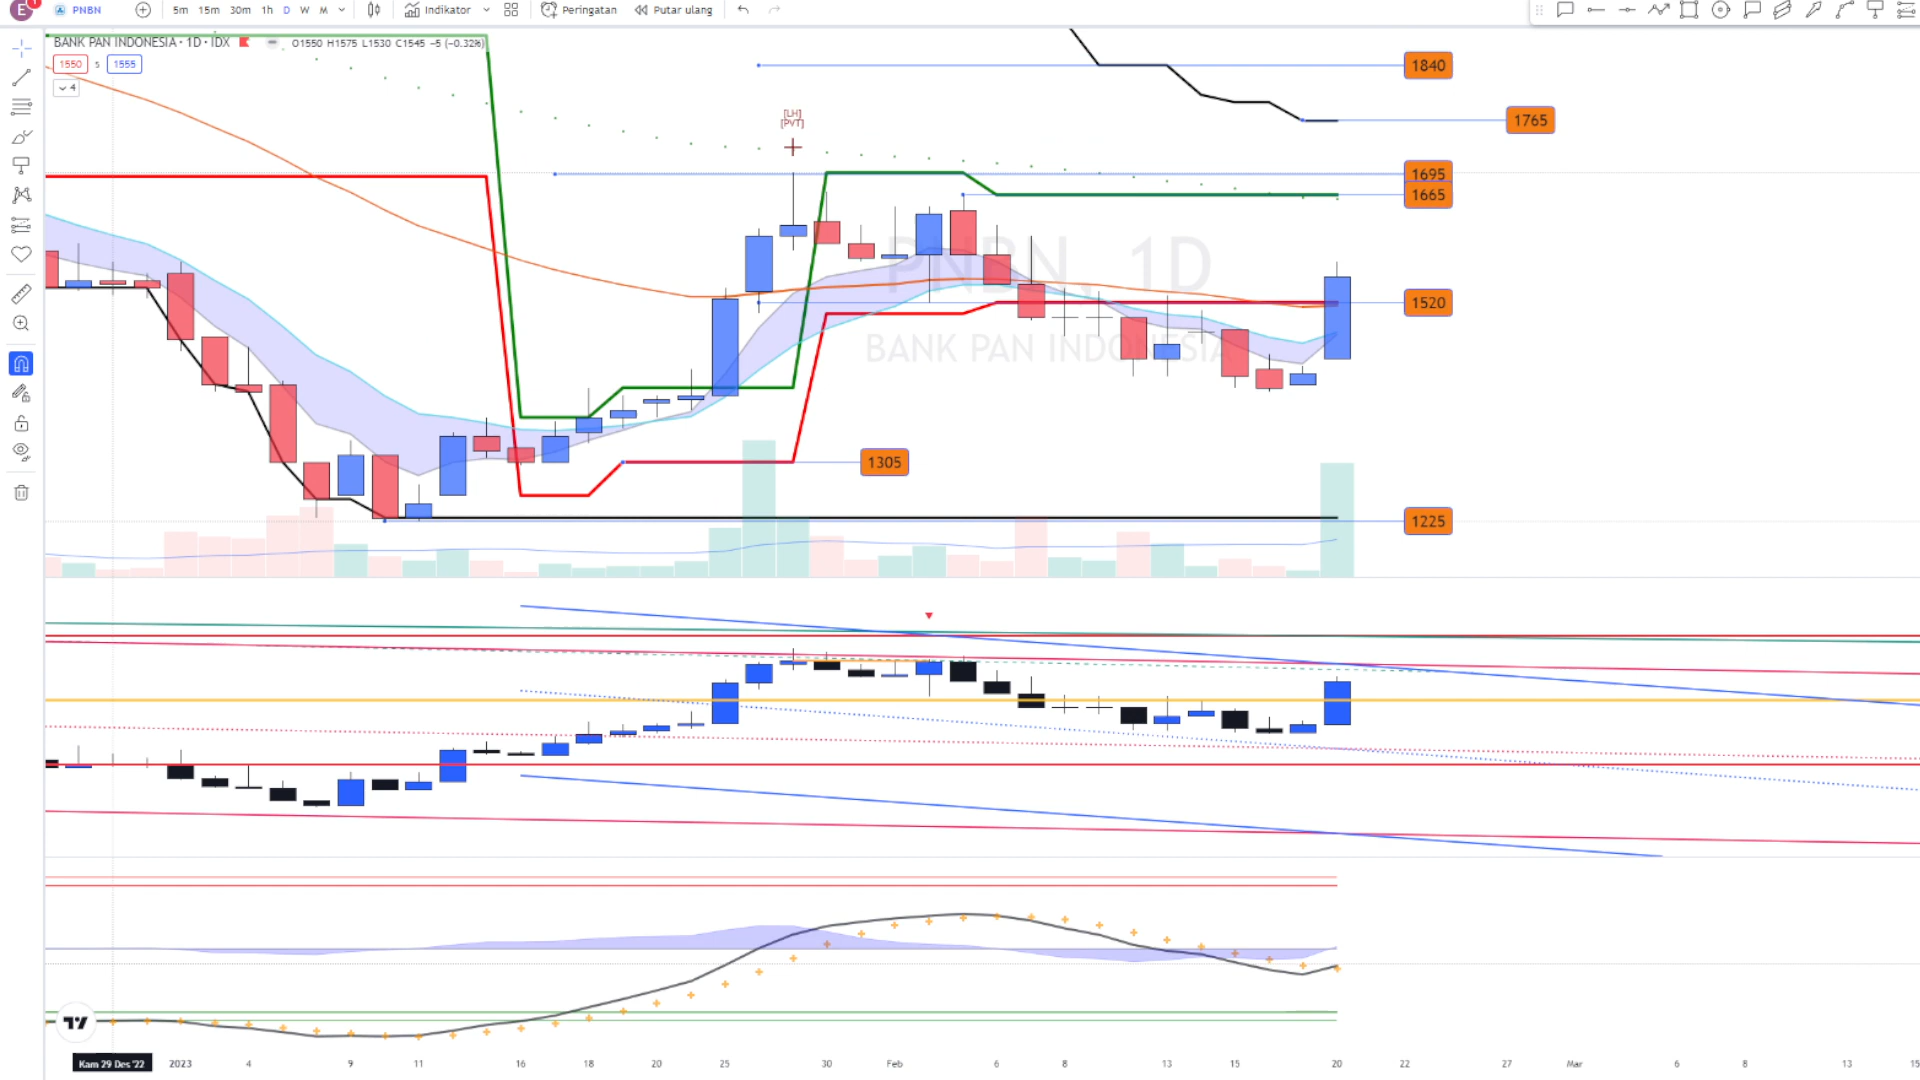 E 1 PNBN 5m 15m 30m 1h D W M Indikator Peringatan Putar ulang
BANK PAN INDONESIA · 1D · IDX O1550 H1575 L1530 C1545 −5 (−0.32%)
1550 5 1555
4
1840
[LH]
[PVT]
1765
1695
1665
PNBN, 1D
BANK PAN INDONESIA
1520
1305
1225
Kam 29 Des '22 2023 4 9 11 16 18 20 25 30 Feb 6 8 13 15 20 22 27 Mar 6 8 13 15